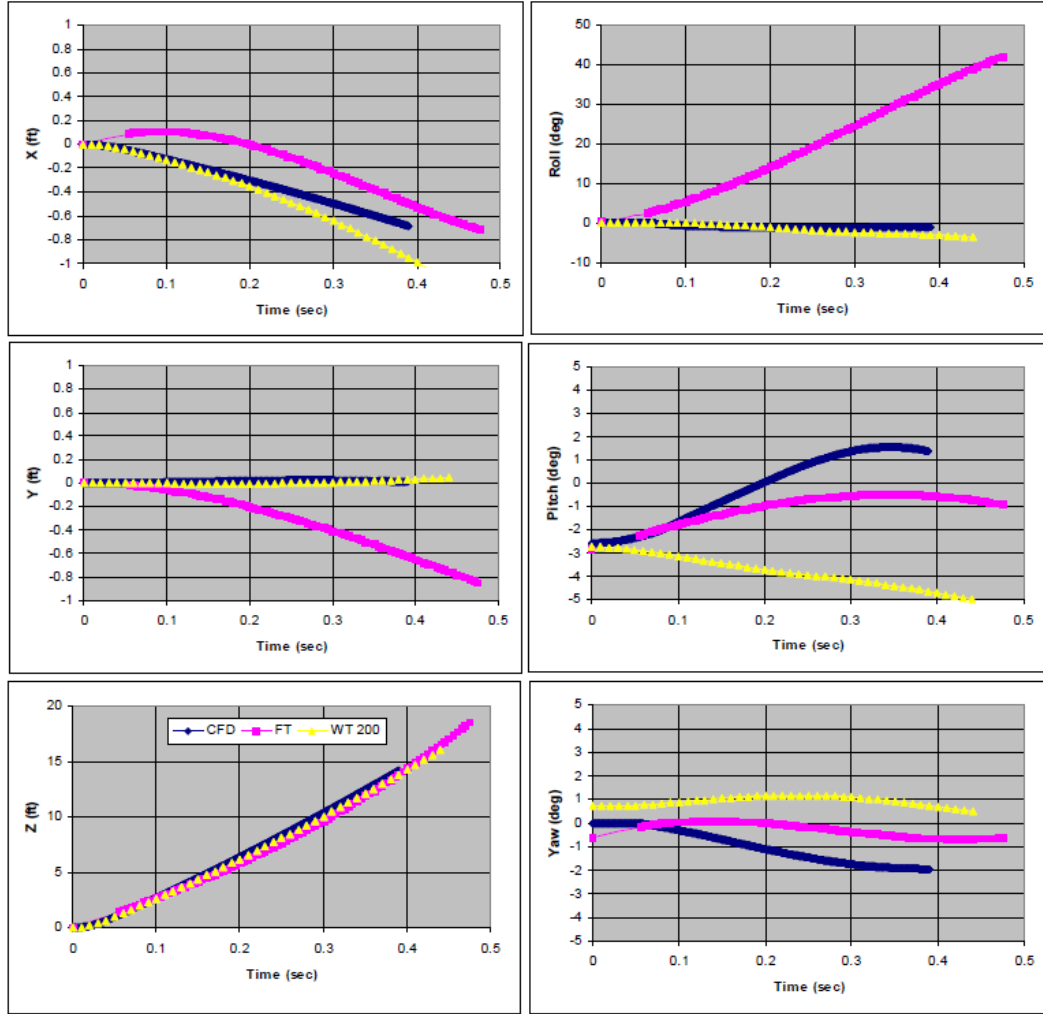 1
0.8
0.6
0.4
0.2
0
-0.2
-0.4
-0.6
-0.8
-1
X (ft)
0 0.1 0.2 0.3 0.4 0.5
Time (sec)
50
40
30
20
10
0
-10
Roll (deg)
0 0.1 0.2 0.3 0.4 0.5
Time (sec)
1
0.8
0.6
0.4
0.2
0
-0.2
-0.4
-0.6
-0.8
-1
Y (ft)
0 0.1 0.2 0.3 0.4 0.5
Time (sec)
5
4
3
2
1
0
-1
-2
-3
-4
-5
Pitch (deg)
0 0.1 0.2 0.3 0.4 0.5
Time (sec)
20
15
10
5
0
Z (ft)
CFD FT WT 200
0 0.1 0.2 0.3 0.4 0.5
Time (sec)
5
4
3
2
1
0
-1
-2
-3
-4
-5
Yaw (deg)
0 0.1 0.2 0.3 0.4 0.5
Time (sec)